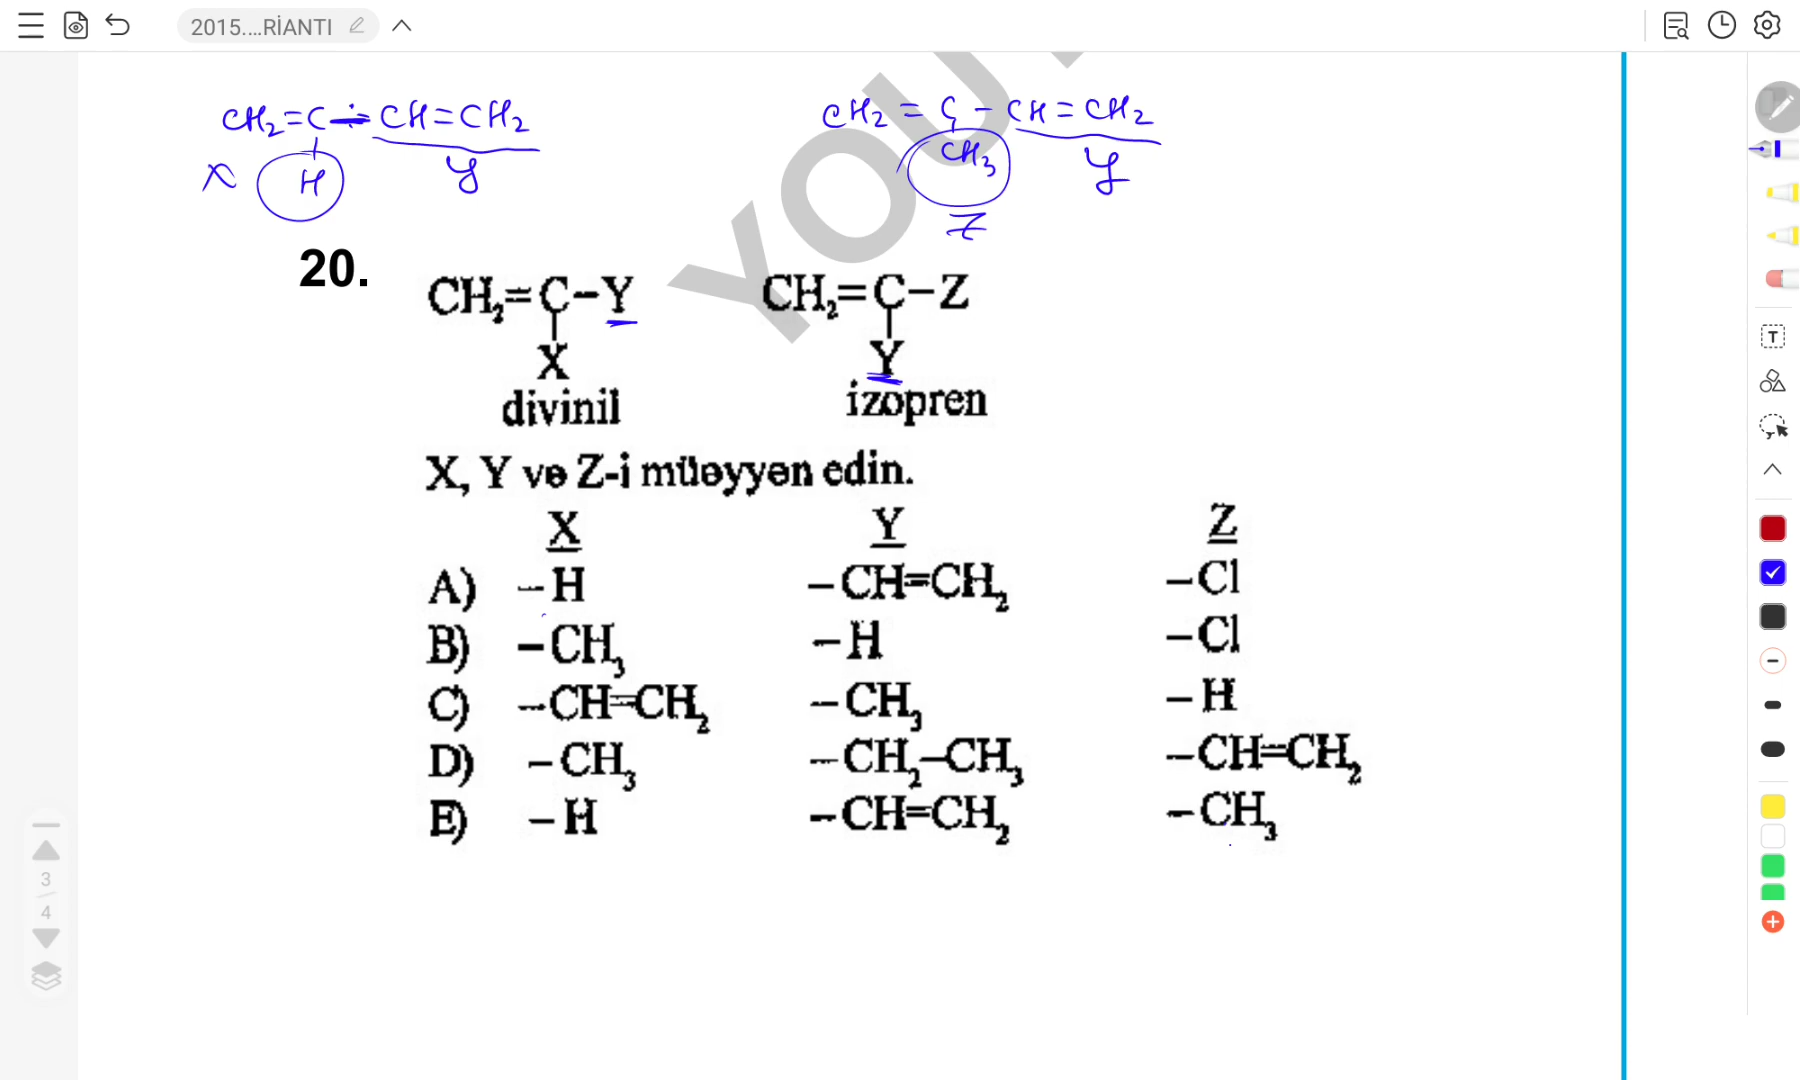 2015....RİANTI
CH₂=C-CH=CH₂
H
X
Y
CH₂ = C - CH = CH₂
CH₃
Z
Y
YOU
20.
CH₂=C-Y
X
divinil
CH₂=C-Z
Y
izopren
X, Y və Z-i müəyyən edin.
X Y Z
A) -H -CH=CH₂ -Cl
B) -CH₃ -H -Cl
C) -CH=CH₂ -CH₃ -H
D) -CH₃ -CH₂-CH₃ -CH=CH₂
E) -H -CH=CH₂ -CH₃
3
4
T